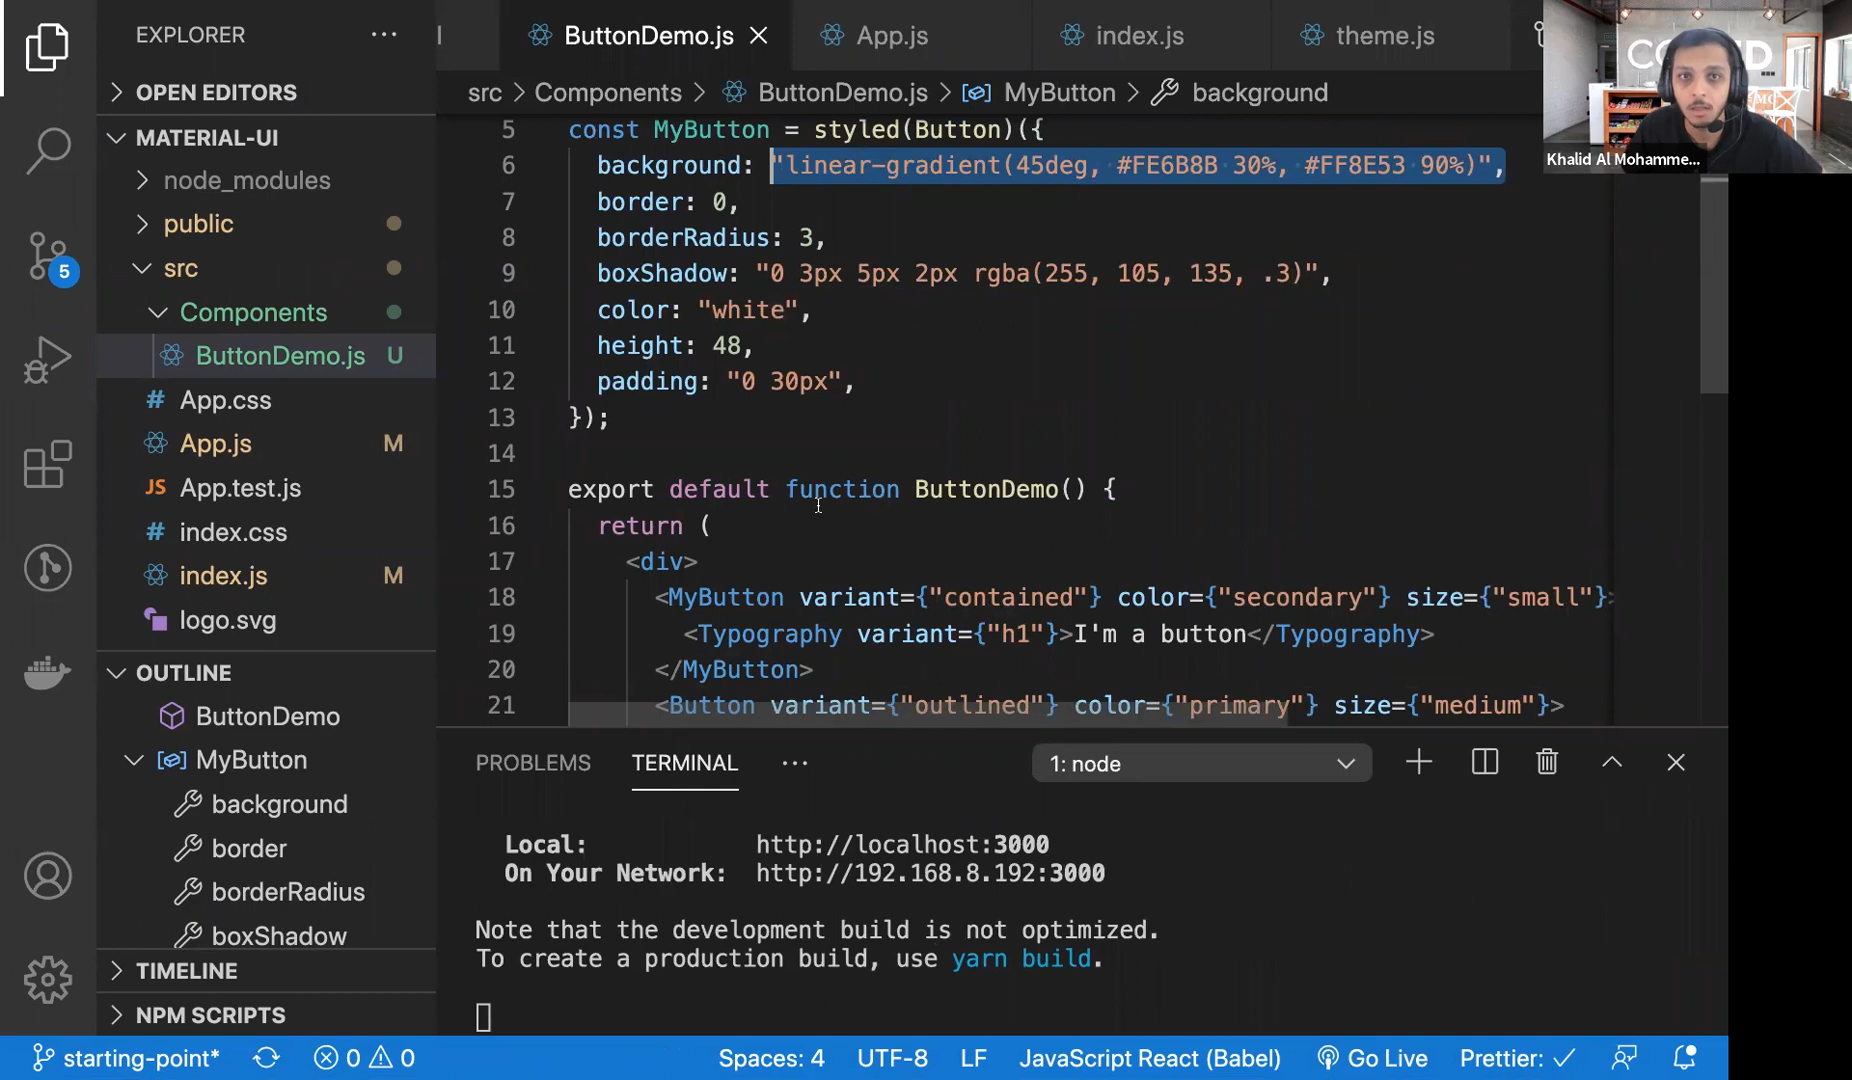 EXPLORER
OPEN EDITORS
MATERIAL-UI
node_modules
public
src
Components
ButtonDemo.js U
App.css
App.js M
JS App.test.js
index.css
index.js M
logo.svg
OUTLINE
ButtonDemo
MyButton
background
border
borderRadius
boxShadow
TIMELINE
NPM SCRIPTS
5
ButtonDemo.js App.js index.js theme.js
src > Components > ButtonDemo.js > MyButton > background
5 const MyButton = styled(Button)({
6 background: "linear-gradient(45deg, #FE6B8B 30%, #FF8E53 90%)",
7 border: 0,
8 borderRadius: 3,
9 boxShadow: "0 3px 5px 2px rgba(255, 105, 135, .3)",
10 color: "white",
11 height: 48,
12 padding: "0 30px",
13 });
14
15 export default function ButtonDemo() {
16 return (
17 <div>
18 <MyButton variant={"contained"} color={"secondary"} size={"small"}>
19 <Typography variant={"h1"}>I'm a button</Typography>
20 </MyButton>
21 <Button variant={"outlined"} color={"primary"} size={"medium"}>
PROBLEMS TERMINAL ··· 1: node
Local: http://localhost:3000
On Your Network: http://192.168.8.192:3000
Note that the development build is not optimized.
To create a production build, use yarn build.
starting-point* 0 0 Spaces: 4 UTF-8 LF JavaScript React (Babel) Go Live Prettier: ✓
Khalid Al Mohamme...